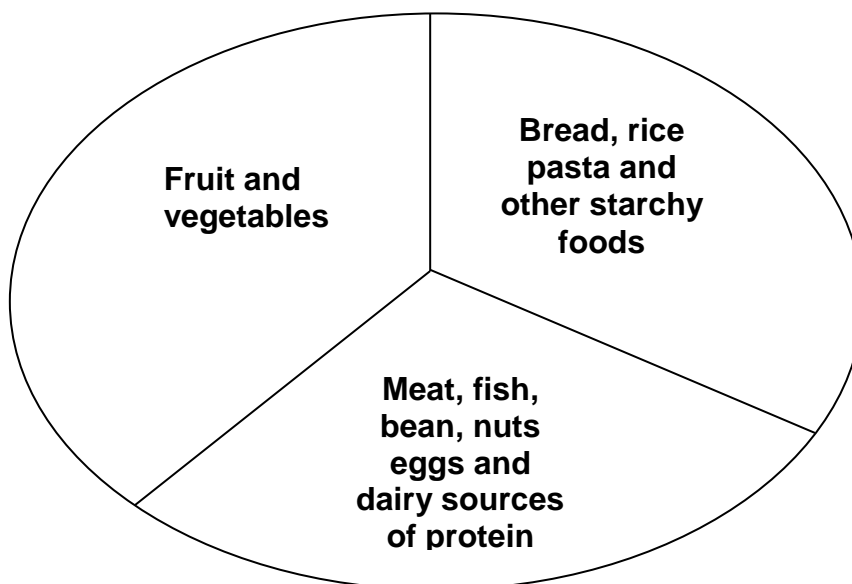 Fruit and
vegetables
Bread, rice
pasta and
other starchy
foods
Meat, fish,
bean, nuts
eggs and
dairy sources
of protein